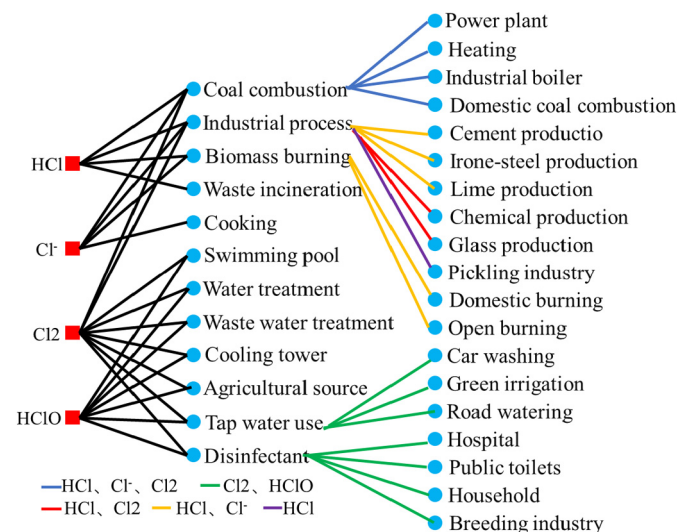 HCl
Cl-
Cl2
HClO
Coal combustion
Industrial process
Biomass burning
Waste incineration
Cooking
Swimming pool
Water treatment
Waste water treatment
Cooling tower
Agricultural source
Tap water use
Disinfectant
Power plant
Heating
Industrial boiler
Domestic coal combustion
Cement productio
Irone-steel production
Lime production
Chemical production
Glass production
Pickling industry
Domestic burning
Open burning
Car washing
Green irrigation
Road watering
Hospital
Public toilets
Household
Breeding industry
HCl、Cl-、Cl2 Cl2、HClO
HCl、Cl2 HCl、Cl- HCl